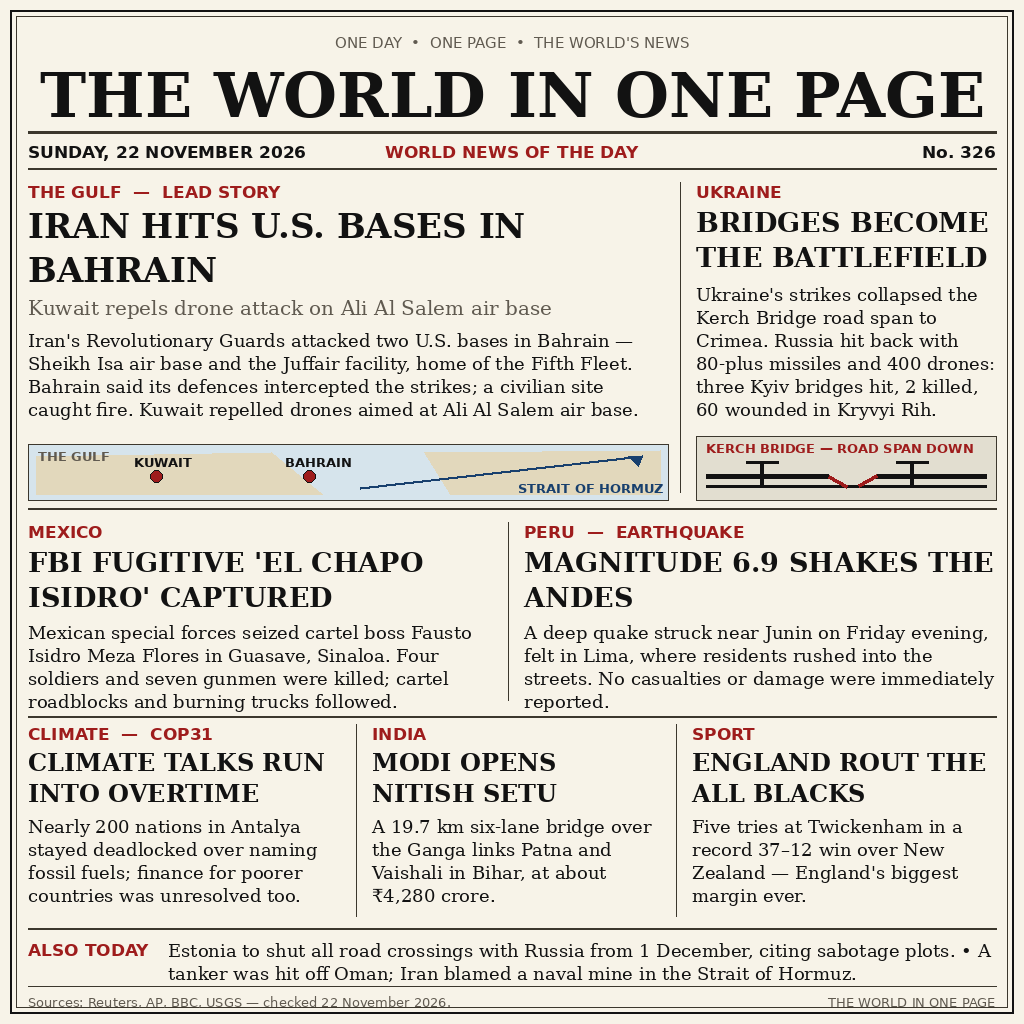 ONE DAY • ONE PAGE • THE WORLD'S NEWS
THE WORLD IN ONE PAGE
SUNDAY, 22 NOVEMBER 2026
WORLD NEWS OF THE DAY
No. 326
THE GULF — LEAD STORY
IRAN HITS U.S. BASES IN
BAHRAIN
Kuwait repels drone attack on Ali Al Salem air base
Iran's Revolutionary Guards attacked two U.S. bases in Bahrain —
Sheikh Isa air base and the Juffair facility, home of the Fifth Fleet.
Bahrain said its defences intercepted the strikes; a civilian site
caught fire. Kuwait repelled drones aimed at Ali Al Salem air base.
THE GULF
KUWAIT
BAHRAIN
STRAIT OF HORMUZ
UKRAINE
BRIDGES BECOME
THE BATTLEFIELD
Ukraine's strikes collapsed the
Kerch Bridge road span to
Crimea. Russia hit back with
80-plus missiles and 400 drones:
three Kyiv bridges hit, 2 killed,
60 wounded in Kryvyi Rih.
KERCH BRIDGE — ROAD SPAN DOWN
MEXICO
FBI FUGITIVE 'EL CHAPO
ISIDRO' CAPTURED
Mexican special forces seized cartel boss Fausto
Isidro Meza Flores in Guasave, Sinaloa. Four
soldiers and seven gunmen were killed; cartel
roadblocks and burning trucks followed.
PERU — EARTHQUAKE
MAGNITUDE 6.9 SHAKES THE
ANDES
A deep quake struck near Junin on Friday evening,
felt in Lima, where residents rushed into the
streets. No casualties or damage were immediately
reported.
CLIMATE — COP31
CLIMATE TALKS RUN
INTO OVERTIME
Nearly 200 nations in Antalya
stayed deadlocked over naming
fossil fuels; finance for poorer
countries was unresolved too.
INDIA
MODI OPENS
NITISH SETU
A 19.7 km six-lane bridge over
the Ganga links Patna and
Vaishali in Bihar, at about
₹4,280 crore.
SPORT
ENGLAND ROUT THE
ALL BLACKS
Five tries at Twickenham in a
record 37–12 win over New
Zealand — England's biggest
margin ever.
ALSO TODAY
Estonia to shut all road crossings with Russia from 1 December, citing sabotage plots. • A
tanker was hit off Oman; Iran blamed a naval mine in the Strait of Hormuz.
Sources: Reuters, AP, BBC, USGS — checked 22 November 2026.
THE WORLD IN ONE PAGE